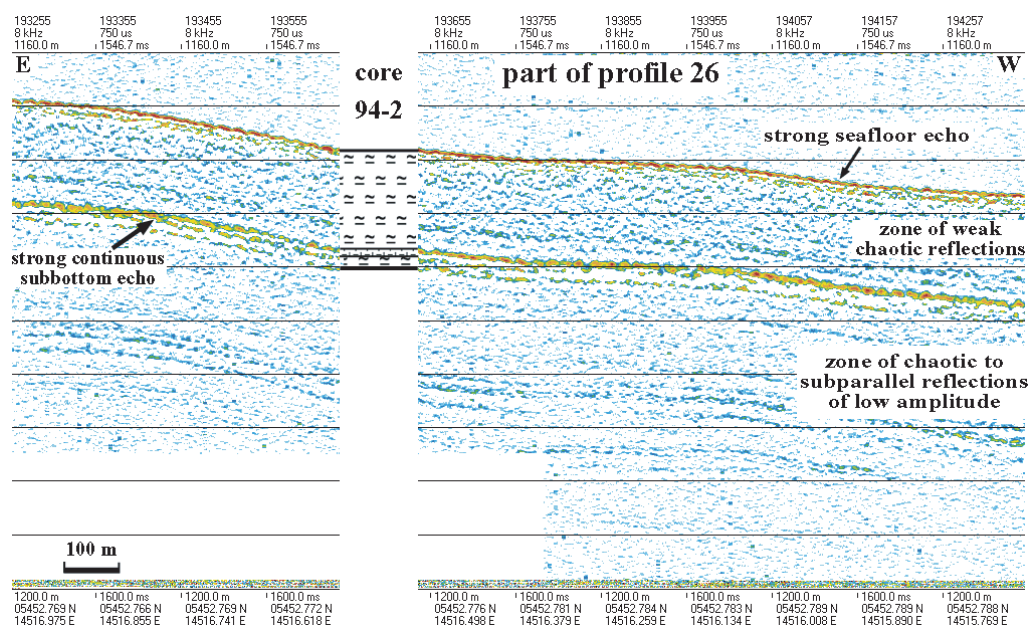 193255 193355 193455 193555 193655 193755 193855 193955 194057 194157 194257
8 kHz 750 us 8 kHz 750 us 8 kHz 750 us 8 kHz 750 us 8 kHz 750 us 8 kHz
1160.0 m 1546.7 ms 1160.0 m 1546.7 ms 1160.0 m 1546.7 ms 1160.0 m 1546.7 ms 1160.0 m 1546.7 ms 1160.0 m
E W
core
94-2
part of profile 26
strong seafloor echo
zone of weak
chaotic reflections
strong continuous
subbottom echo
zone of chaotic to
subparallel reflections
of low amplitude
100 m
1200.0 m 1600.0 ms 1200.0 m 1600.0 ms 1200.0 m 1600.0 ms 1200.0 m 1600.0 ms 1200.0 m 1600.0 ms 1200.0 m
05452.769 N 05452.766 N 05452.769 N 05452.772 N 05452.776 N 05452.781 N 05452.784 N 05452.783 N 05452.789 N 05452.789 N 05452.788 N
14516.975 E 14516.855 E 14516.741 E 14516.618 E 14516.498 E 14516.379 E 14516.259 E 14516.134 E 14516.008 E 14515.890 E 14515.769 E